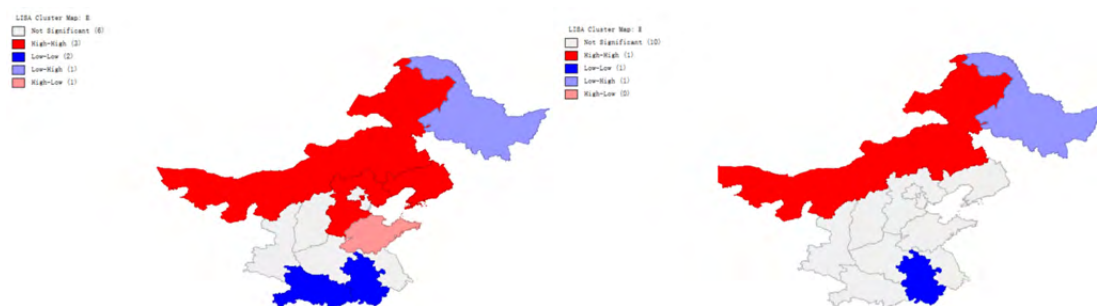 LISA Cluster Map: E
Not Significant (6)
High-High (3)
Low-Low (2)
Low-High (1)
High-Low (1)
LISA Cluster Map: E
Not Significant (10)
High-High (1)
Low-Low (1)
Low-High (1)
High-Low (0)